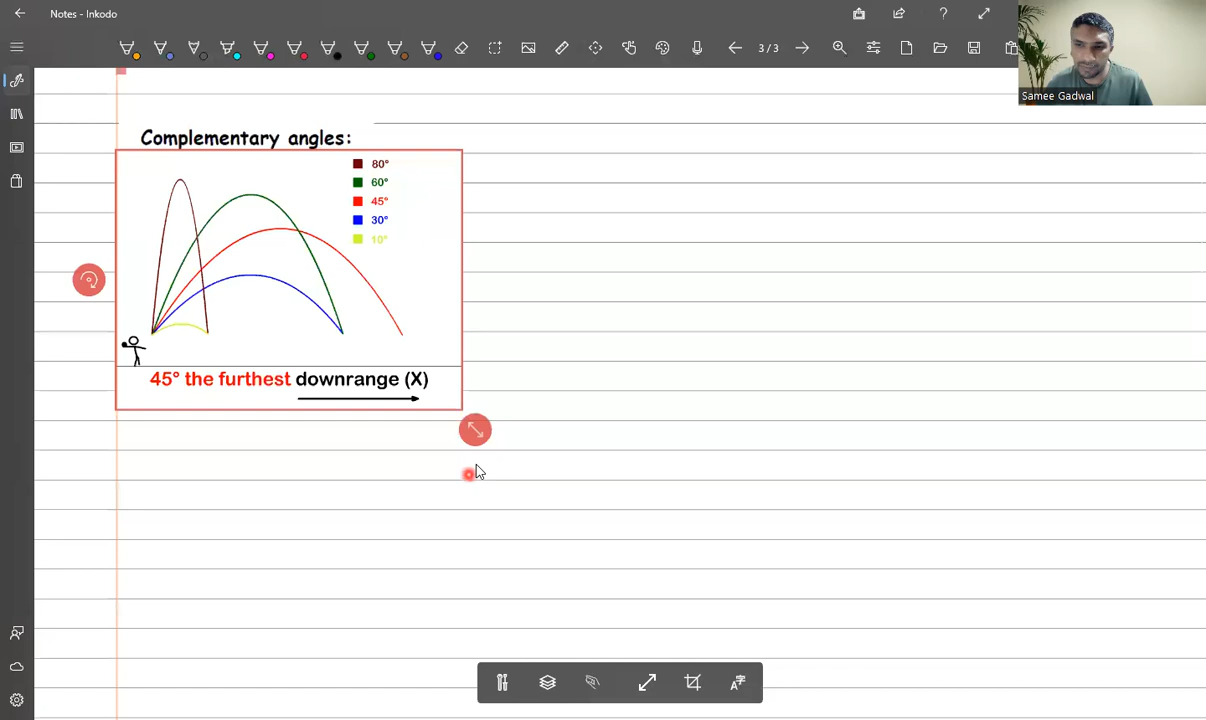 Notes - Inkodo
3 / 3
Samee Gadwal
Complementary angles:
80°
60°
45°
30°
10°
45° the furthest downrange (X)